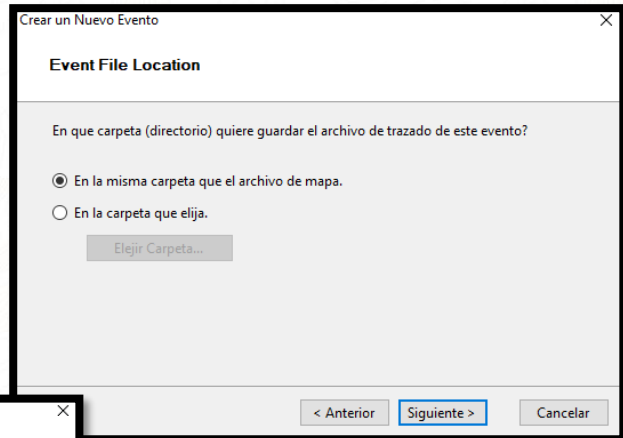 Crear un Nuevo Evento
Event File Location
En que carpeta (directorio) quiere guardar el archivo de trazado de este evento?
En la misma carpeta que el archivo de mapa.
En la carpeta que elija.
Elejir Carpeta...
< Anterior Siguiente > Cancelar